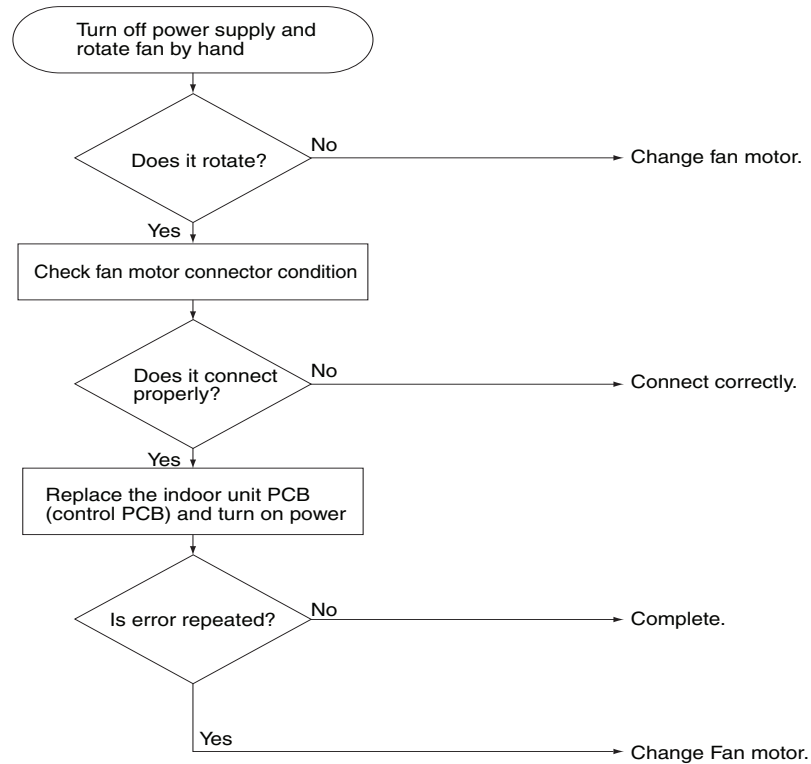 Turn off power supply and
rotate fan by hand
Does it rotate?
No
Change fan motor.
Yes
Check fan motor connector condition
Does it connect
properly?
No
Connect correctly.
Yes
Replace the indoor unit PCB
(control PCB) and turn on power
Is error repeated?
No
Complete.
Yes
Change Fan motor.